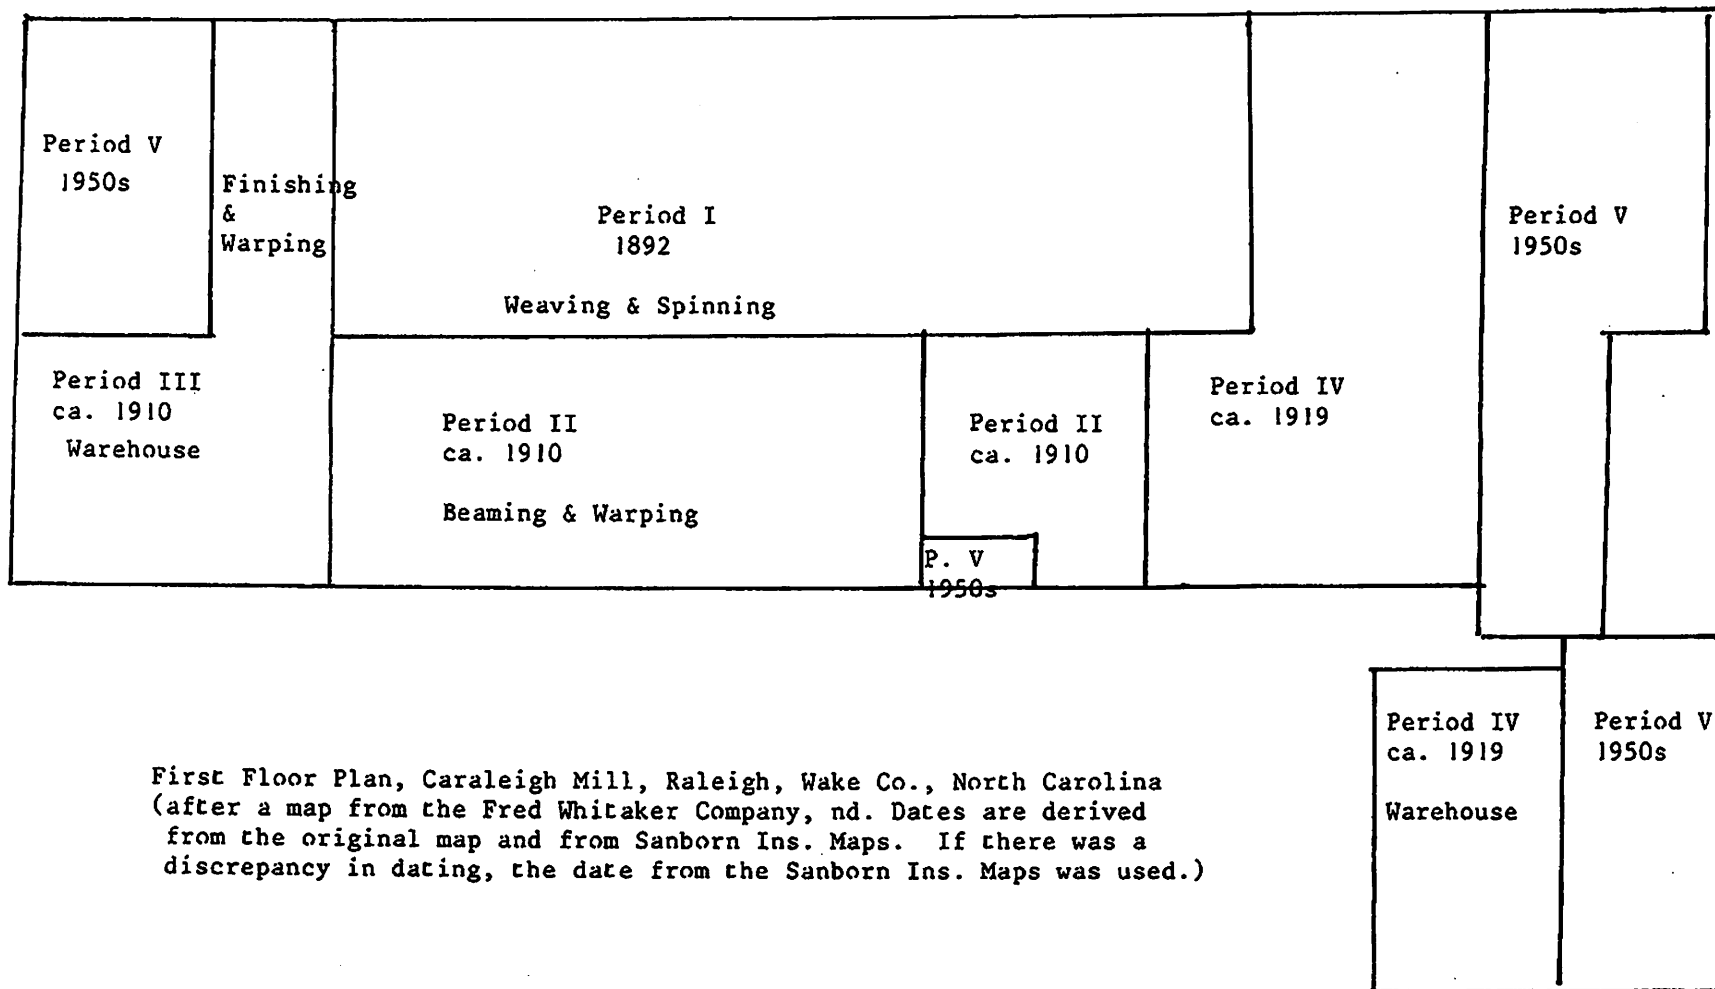 Period V
1950s
Finishing
&
Warping
Period I
1892
Weaving & Spinning
Period V
1950s
Period III
ca. 1910
Warehouse
Period II
ca. 1910
Beaming & Warping
Period II
ca. 1910
P. V
1950s
Period IV
ca. 1919
Period IV
ca. 1919
Warehouse
Period V
1950s
First Floor Plan, Caraleigh Mill, Raleigh, Wake Co., North Carolina
(after a map from the Fred Whitaker Company, nd. Dates are derived
from the original map and from Sanborn Ins. Maps. If there was a
discrepancy in dating, the date from the Sanborn Ins. Maps was used.)